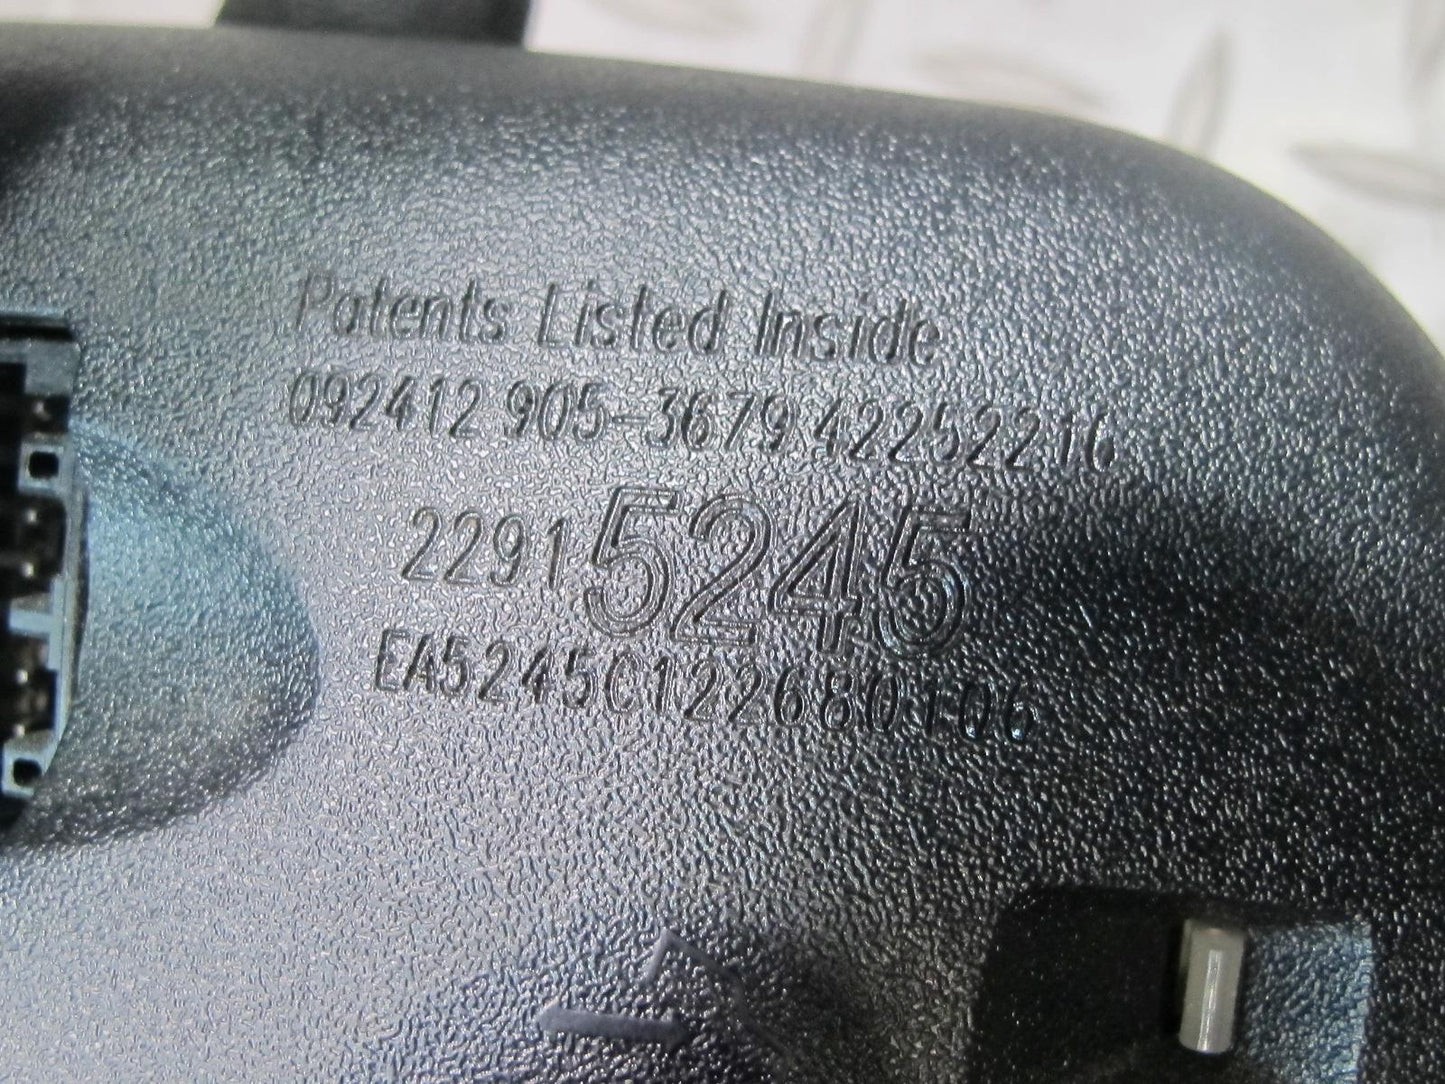 Patents Listed Inside
092412 905-3679 42252216
22915245
EA5245C122680106